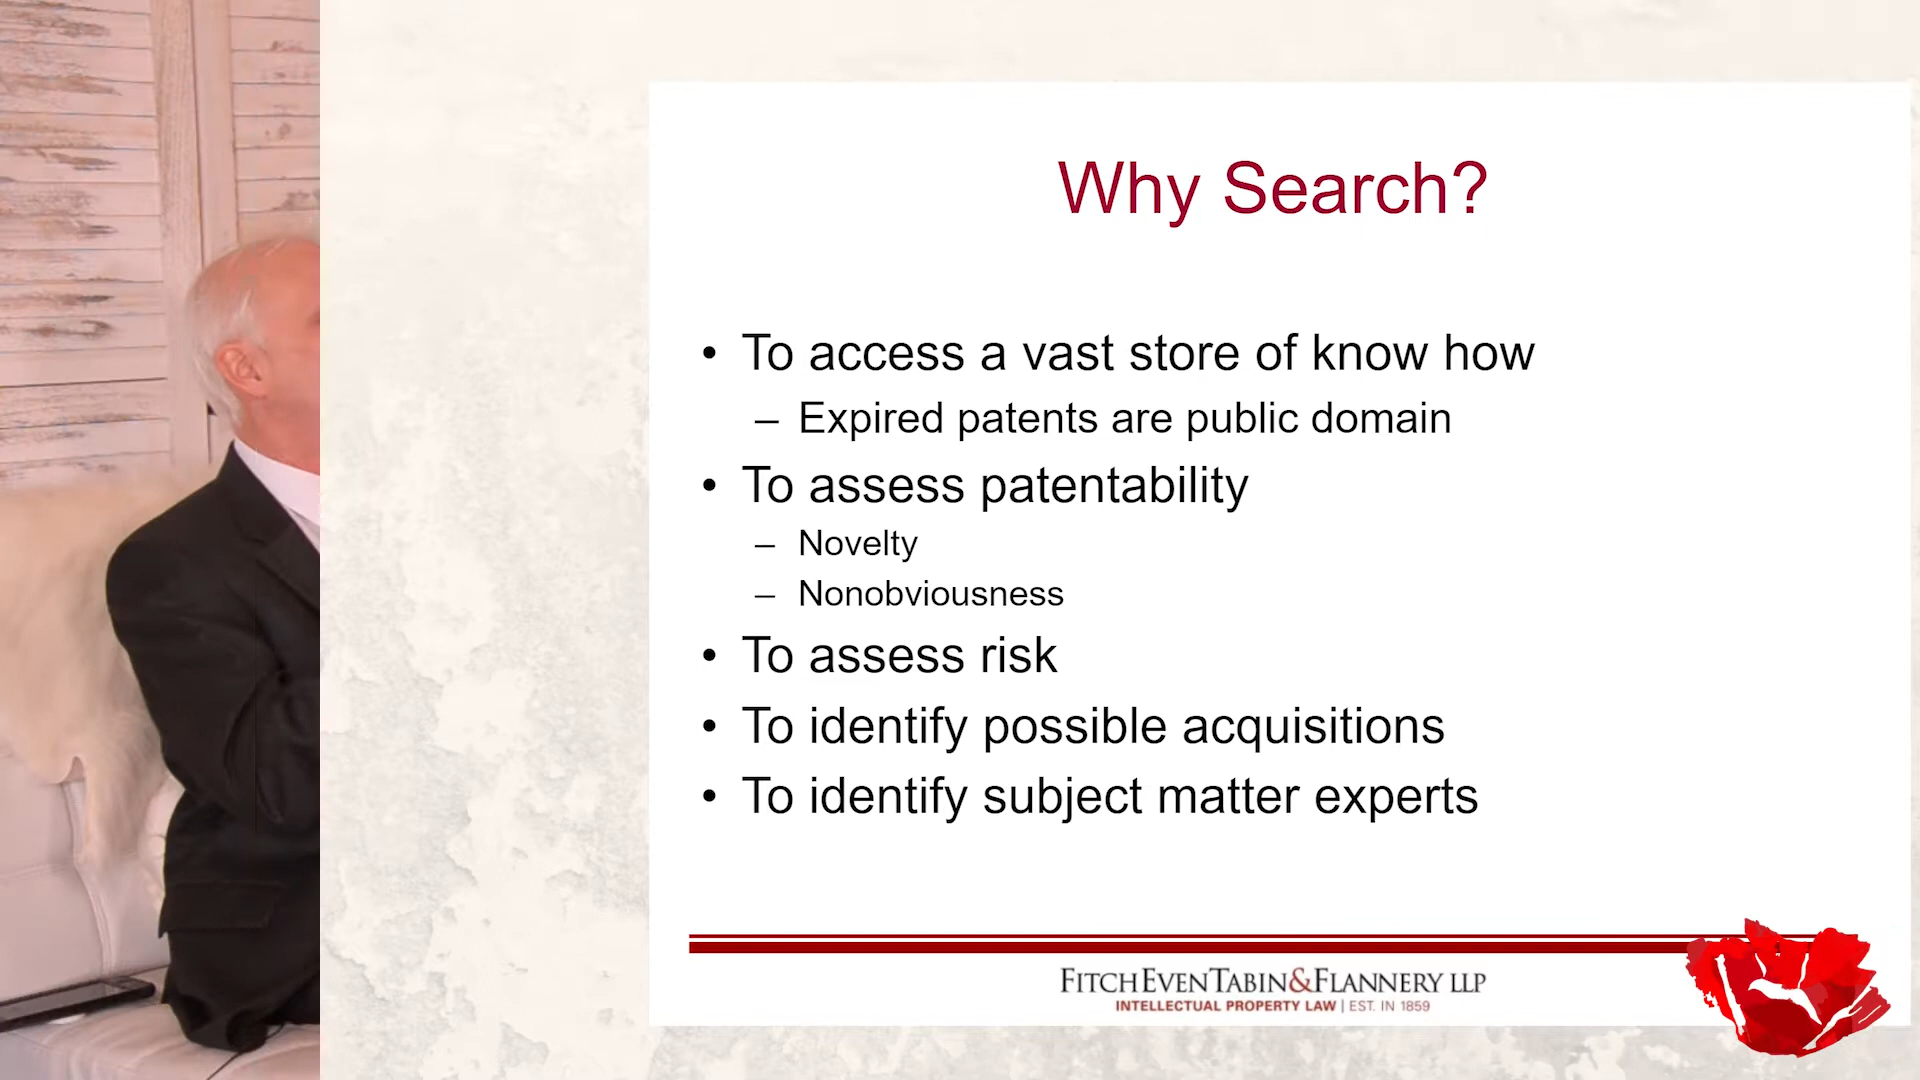 Why Search?
• To access a vast store of know how
– Expired patents are public domain
• To assess patentability
– Novelty
– Nonobviousness
• To assess risk
• To identify possible acquisitions
• To identify subject matter experts
FITCH EVEN TABIN & FLANNERY LLP
INTELLECTUAL PROPERTY LAW | EST. IN 1859